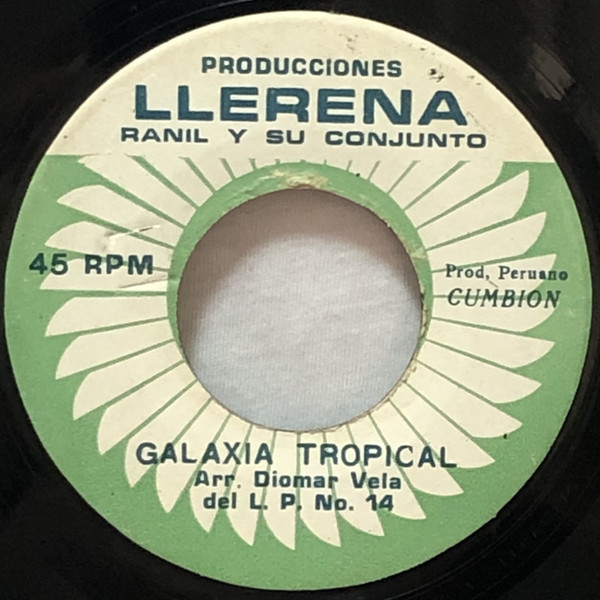 PRODUCCIONES
LLERENA
RANIL Y SU CONJUNTO
45 RPM
Prod, Peruano
CUMBION
GALAXIA TROPICAL
Arr. Diomar Vela
del L. P. No. 14